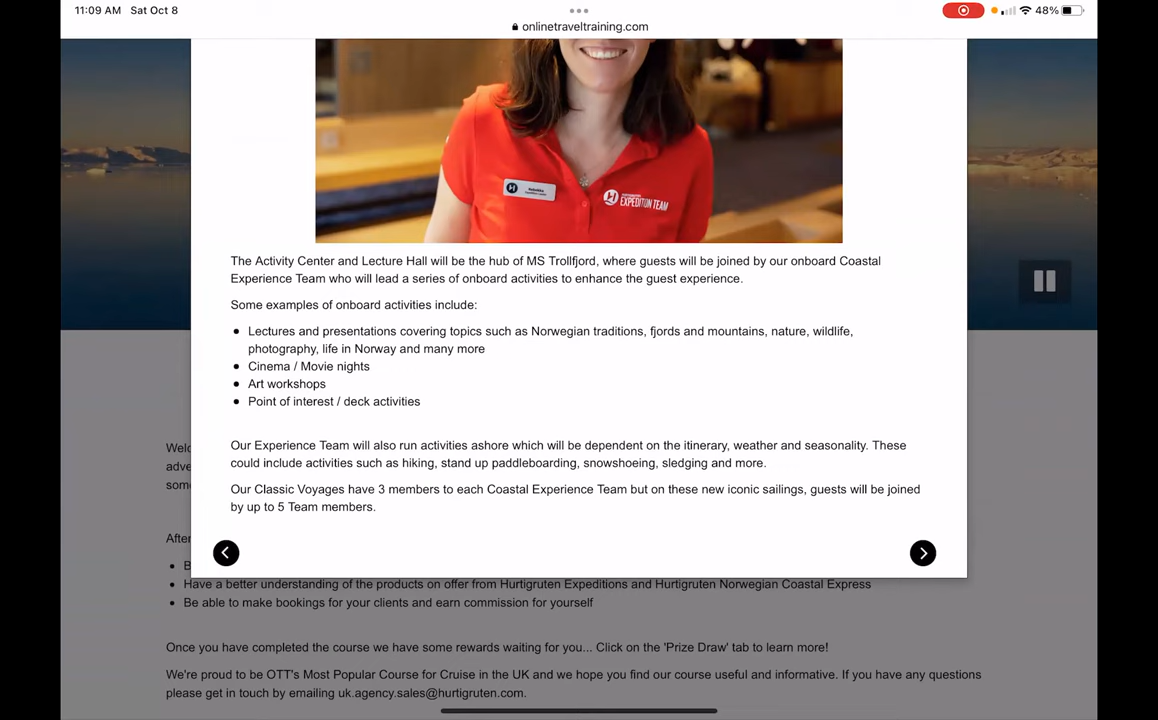 11:09 AM Sat Oct 8
48%
onlinetraveltraining.com
EXPEDITION TEAM
The Activity Center and Lecture Hall will be the hub of MS Trollfjord, where guests will be joined by our onboard Coastal
Experience Team who will lead a series of onboard activities to enhance the guest experience.
Some examples of onboard activities include:
Lectures and presentations covering topics such as Norwegian traditions, fjords and mountains, nature, wildlife,
photography, life in Norway and many more
Cinema / Movie nights
Art workshops
Point of interest / deck activities
Our Experience Team will also run activities ashore which will be dependent on the itinerary, weather and seasonality. These
could include activities such as hiking, stand up paddleboarding, snowshoeing, sledging and more.
Our Classic Voyages have 3 members to each Coastal Experience Team but on these new iconic sailings, guests will be joined
by up to 5 Team members.
Welc
adve
som
After
B
Have a better understanding of the products on offer from Hurtigruten Expeditions and Hurtigruten Norwegian Coastal Express
Be able to make bookings for your clients and earn commission for yourself
Once you have completed the course we have some rewards waiting for you... Click on the 'Prize Draw' tab to learn more!
We're proud to be OTT's Most Popular Course for Cruise in the UK and we hope you find our course useful and informative. If you have any questions
please get in touch by emailing uk.agency.sales@hurtigruten.com.